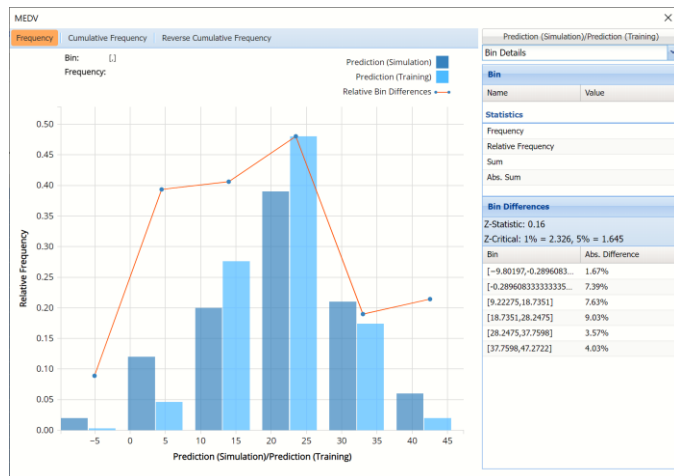 MEDV
Frequency Cumulative Frequency Reverse Cumulative Frequency
Bin: [,]
Frequency:
Prediction (Simulation)
Prediction (Training)
Relative Bin Differences
0.50
0.45
0.40
0.35
0.30
0.25
0.20
0.15
0.10
0.05
0.00
Relative Frequency
−5 0 5 10 15 20 25 30 35 40 45
Prediction (Simulation)/Prediction (Training)
Prediction (Simulation)/Prediction (Training)
Bin Details
Bin
Name Value
Statistics
Frequency
Relative Frequency
Sum
Abs. Sum
Bin Differences
Z-Statistic: 0.16
Z-Critical: 1% = 2.326, 5% = 1.645
Bin Abs. Difference
[−9.80197,-0.2896083... 1.67%
[-0.289608333333335... 7.39%
[9.22275,18.7351] 7.63%
[18.7351,28.2475] 9.03%
[28.2475,37.7598] 3.57%
[37.7598,47.2722] 4.03%